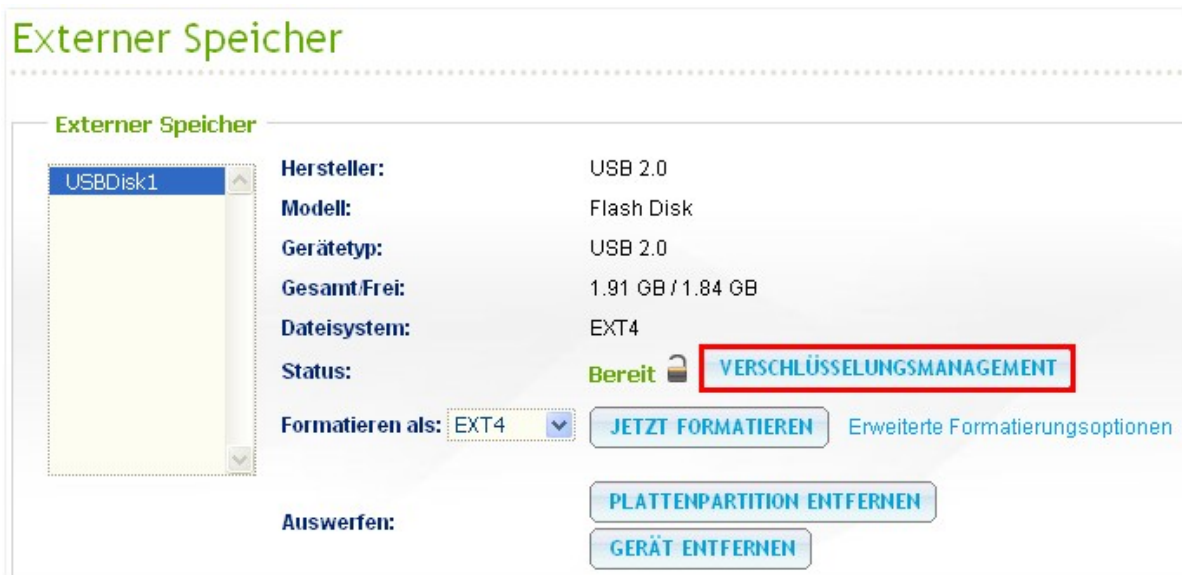 Externer Speicher
Externer Speicher
USBDisk1
Hersteller: USB 2.0
Modell: Flash Disk
Gerätetyp: USB 2.0
Gesamt/Frei: 1.91 GB / 1.84 GB
Dateisystem: EXT4
Status: Bereit VERSCHLÜSSELUNGSMANAGEMENT
Formatieren als: EXT4 JETZT FORMATIEREN Erweiterte Formatierungsoptionen
Auswerfen: PLATTENPARTITION ENTFERNEN
GERÄT ENTFERNEN